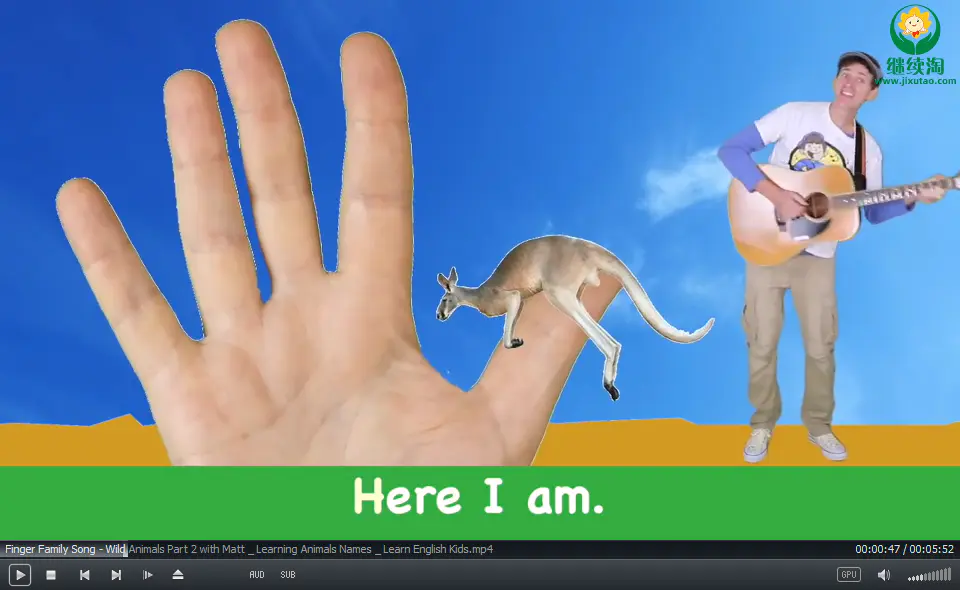 继续淘
www.jixutao.com
Here I am.
Finger Family Song - Wild Animals Part 2 with Matt _ Learning Animals Names _ Learn English Kids.mp4
00:00:47 / 00:05:52
AUD SUB
GPU